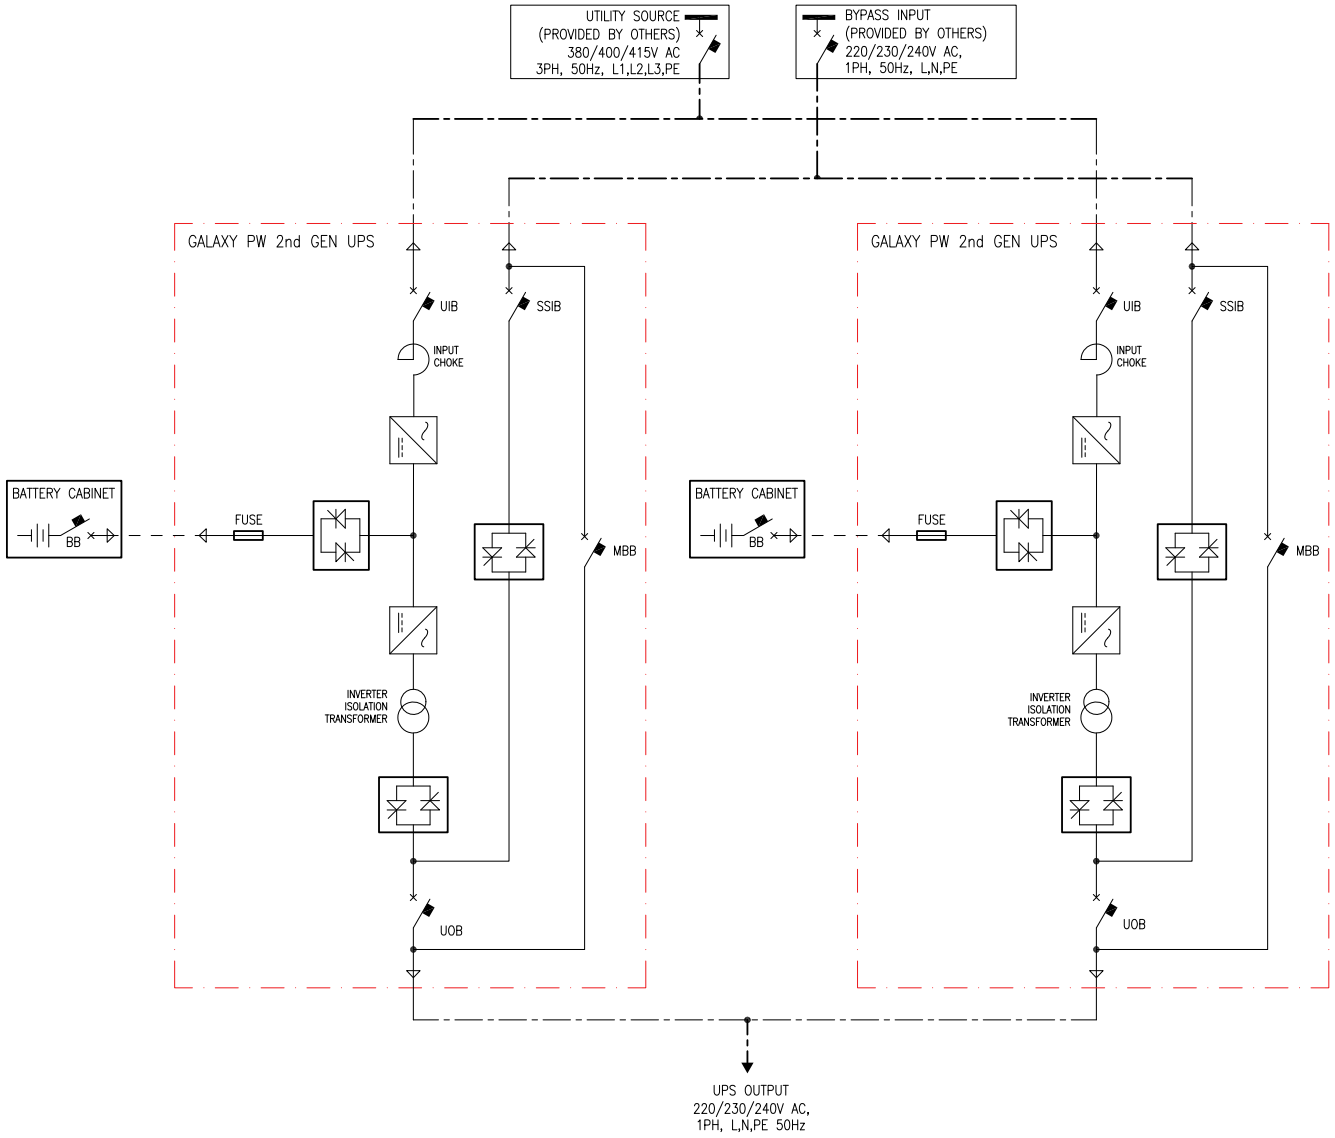 UTILITY SOURCE
(PROVIDED BY OTHERS)
380/400/415V AC
3PH, 50Hz, L1,L2,L3,PE
BYPASS INPUT
(PROVIDED BY OTHERS)
220/230/240V AC,
1PH, 50Hz, L,N,PE
GALAXY PW 2nd GEN UPS
UIB
SSIB
INPUT
CHOKE
BATTERY CABINET
BB
FUSE
MBB
INVERTER
ISOLATION
TRANSFORMER
UOB
GALAXY PW 2nd GEN UPS
UIB
SSIB
INPUT
CHOKE
BATTERY CABINET
BB
FUSE
MBB
INVERTER
ISOLATION
TRANSFORMER
UOB
UPS OUTPUT
220/230/240V AC,
1PH, L,N,PE 50Hz